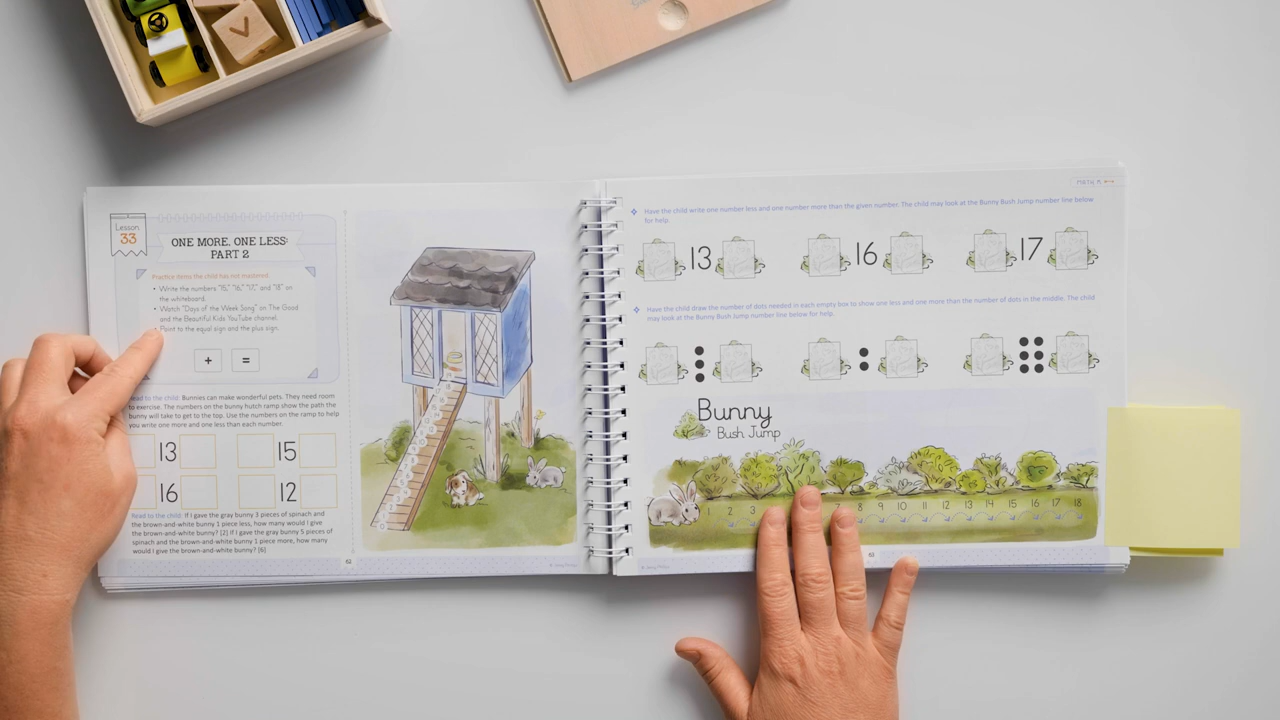 Lesson
33
ONE MORE, ONE LESS:
PART 2
Practice items the child has not mastered.
• Write the numbers "15," "16," "17," and "18" on
the whiteboard.
• Watch "Days of the Week Song" on The Good
and the Beautiful Kids YouTube channel.
Point to the equal sign and the plus sign.
+ =
Read to the child: Bunnies can make wonderful pets. They need room
to exercise. The numbers on the bunny hutch ramp show the path the
bunny will take to get to the top. Use the numbers on the ramp to help
you write one more and one less than each number.
13 15
16 12
Read to the child: If I gave the gray bunny 3 pieces of spinach and
the brown-and-white bunny 1 piece less, how many would I give
the brown-and-white bunny? [2] If I gave the gray bunny 5 pieces of
spinach and the brown-and-white bunny 1 piece more, how many
would I give the brown-and-white bunny? [6]
Have the child write one number less and one number more than the given number. The child may look at the Bunny Bush Jump number line below
for help.
13 16 17
Have the child draw the number of dots needed in each empty box to show one less and one more than the number of dots in the middle. The child
may look at the Bunny Bush Jump number line below for help.
Bunny
Bush Jump
1 2 3 7 8 9 10 11 12 13 14 15 16 17 18